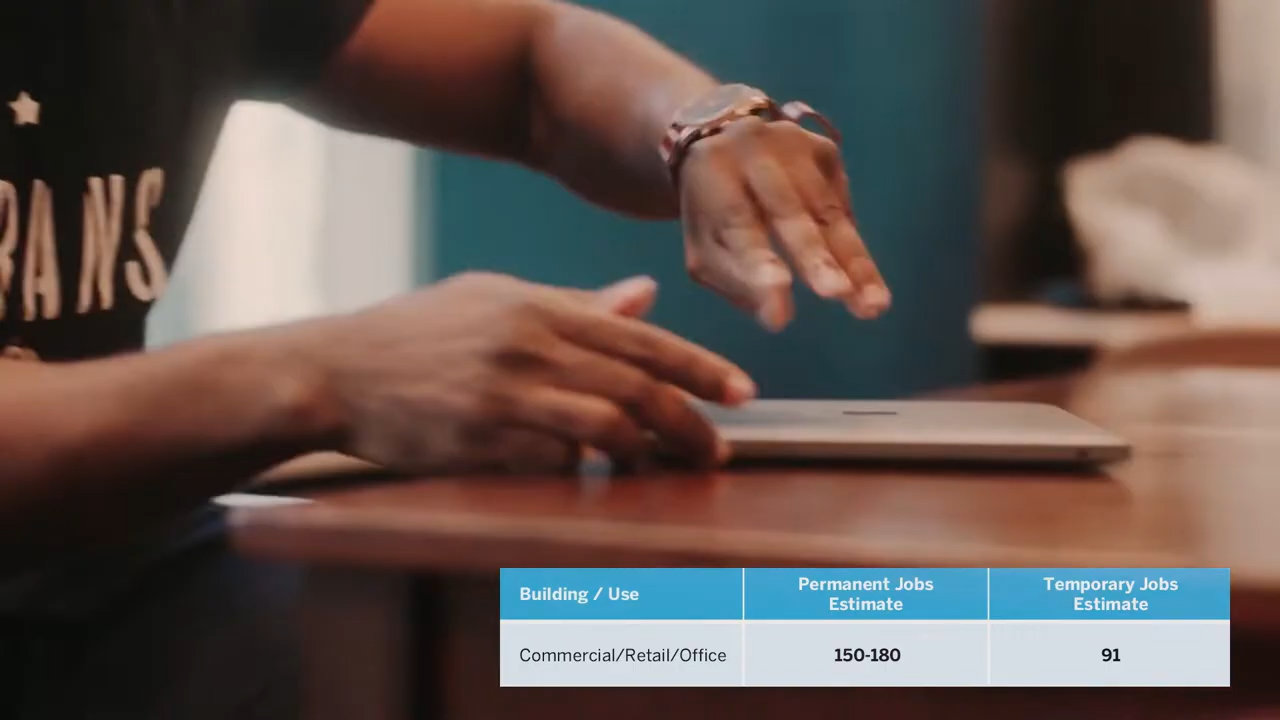 RANS
Building / Use
Permanent Jobs
Estimate
Temporary Jobs
Estimate
Commercial/Retail/Office
150-180
91